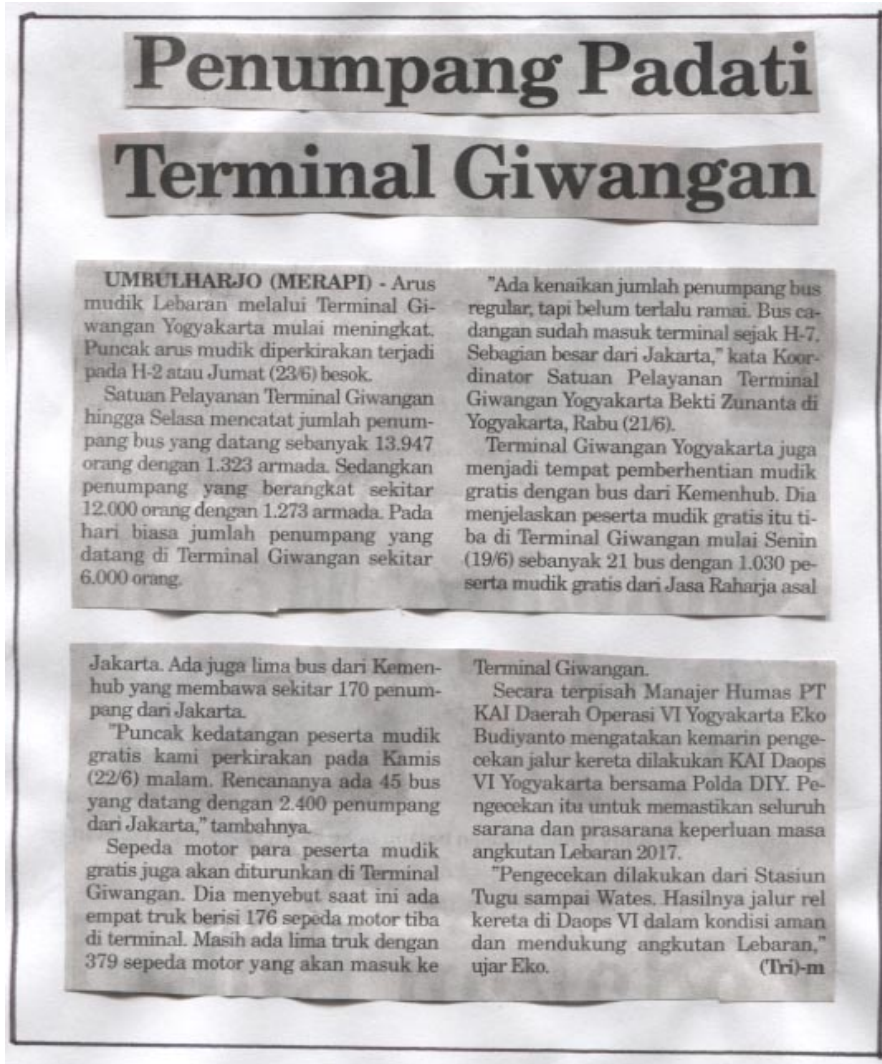 Penumpang Padati
Terminal Giwangan
UMBULHARJO (MERAPI) - Arus
mudik Lebaran melalui Terminal Gi-
wangan Yogyakarta mulai meningkat.
Puncak arus mudik diperkirakan terjadi
pada H-2 atau Jumat (23/6) besok.
Satuan Pelayanan Terminal Giwangan
hingga Selasa mencatat jumlah penum-
pang bus yang datang sebanyak 13.947
orang dengan 1.323 armada. Sedangkan
penumpang yang berangkat sekitar
12.000 orang dengan 1.273 armada. Pada
hari biasa jumlah penumpang yang
datang di Terminal Giwangan sekitar
6.000 orang.
"Ada kenaikan jumlah penumpang bus
regular, tapi belum terlalu ramai. Bus ca-
dangan sudah masuk terminal sejak H-7.
Sebagian besar dari Jakarta," kata Koor-
dinator Satuan Pelayanan Terminal
Giwangan Yogyakarta Bekti Zunanta di
Yogyakarta, Rabu (21/6).
Terminal Giwangan Yogyakarta juga
menjadi tempat pemberhentian mudik
gratis dengan bus dari Kemenhub. Dia
menjelaskan peserta mudik gratis itu ti-
ba di Terminal Giwangan mulai Senin
(19/6) sebanyak 21 bus dengan 1.030 pe-
serta mudik gratis dari Jasa Raharja asal
Jakarta. Ada juga lima bus dari Kemen-
hub yang membawa sekitar 170 penum-
pang dari Jakarta.
"Puncak kedatangan peserta mudik
gratis kami perkirakan pada Kamis
(22/6) malam. Rencananya ada 45 bus
yang datang dengan 2.400 penumpang
dari Jakarta," tambahnya.
Sepeda motor para peserta mudik
gratis juga akan diturunkan di Terminal
Giwangan. Dia menyebut saat ini ada
empat truk berisi 176 sepeda motor tiba
di terminal. Masih ada lima truk dengan
379 sepeda motor yang akan masuk ke
Terminal Giwangan.
Secara terpisah Manajer Humas PT
KAI Daerah Operasi VI Yogyakarta Eko
Budiyanto mengatakan kemarin penge-
cekan jalur kereta dilakukan KAI Daops
VI Yogyakarta bersama Polda DIY. Pe-
ngecekan itu untuk memastikan seluruh
sarana dan prasarana keperluan masa
angkutan Lebaran 2017.
"Pengecekan dilakukan dari Stasiun
Tugu sampai Wates. Hasilnya jalur rel
kereta di Daops VI dalam kondisi aman
dan mendukung angkutan Lebaran,"
ujar Eko. (Tri)-m